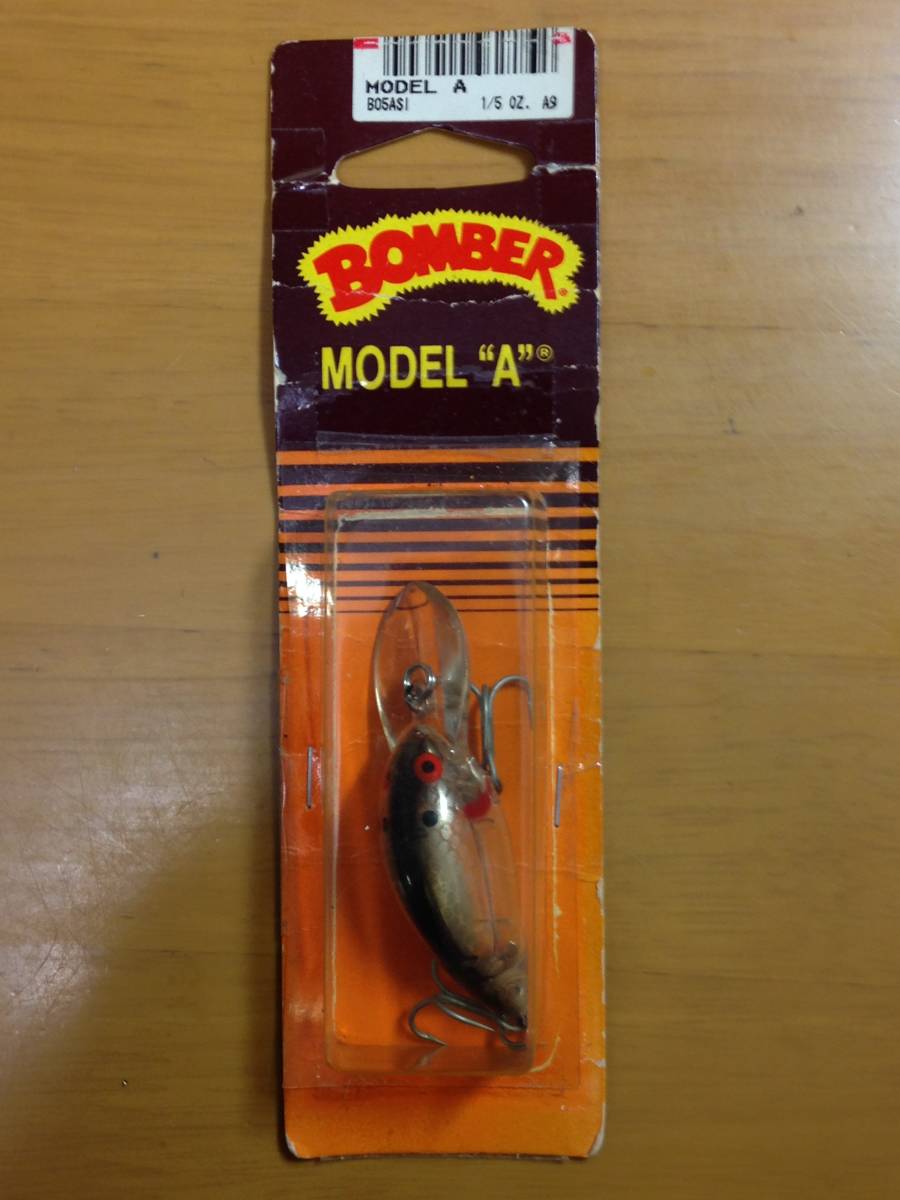 MODEL A
B05ASI 1/5 OZ. A9
BOMBER®
MODEL "A"®